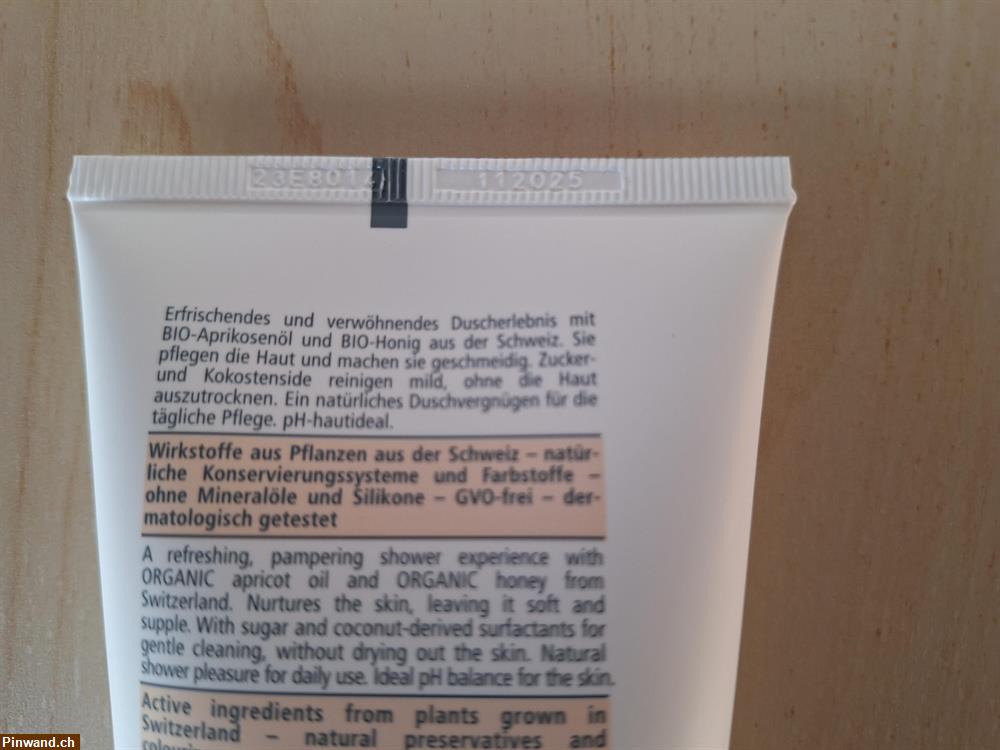 23E8014 112025
Erfrischendes und verwöhnendes Duscherlebnis mit
BIO-Aprikosenöl und BIO-Honig aus der Schweiz. Sie
pflegen die Haut und machen sie geschmeidig. Zucker-
und Kokostenside reinigen mild, ohne die Haut
auszutrocknen. Ein natürliches Duschvergnügen für die
tägliche Pflege. pH-hautideal.
Wirkstoffe aus Pflanzen aus der Schweiz – natür-
liche Konservierungssysteme und Farbstoffe –
ohne Mineralöle und Silikone – GVO-frei – der-
matologisch getestet
A refreshing, pampering shower experience with
ORGANIC apricot oil and ORGANIC honey from
Switzerland. Nurtures the skin, leaving it soft and
supple. With sugar and coconut-derived surfactants for
gentle cleaning, without drying out the skin. Natural
shower pleasure for daily use. Ideal pH balance for the skin.
Active ingredients from plants grown in
Switzerland – natural preservatives and
Pinwand.ch